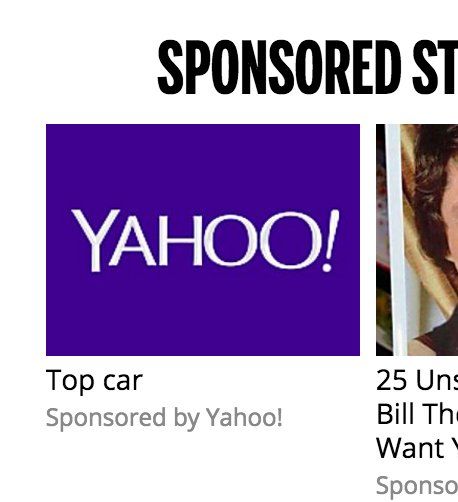 SPONSORED ST
YAHOO!
Top car
Sponsored by Yahoo!
25 Uns
Bill Th
Want
Sponso